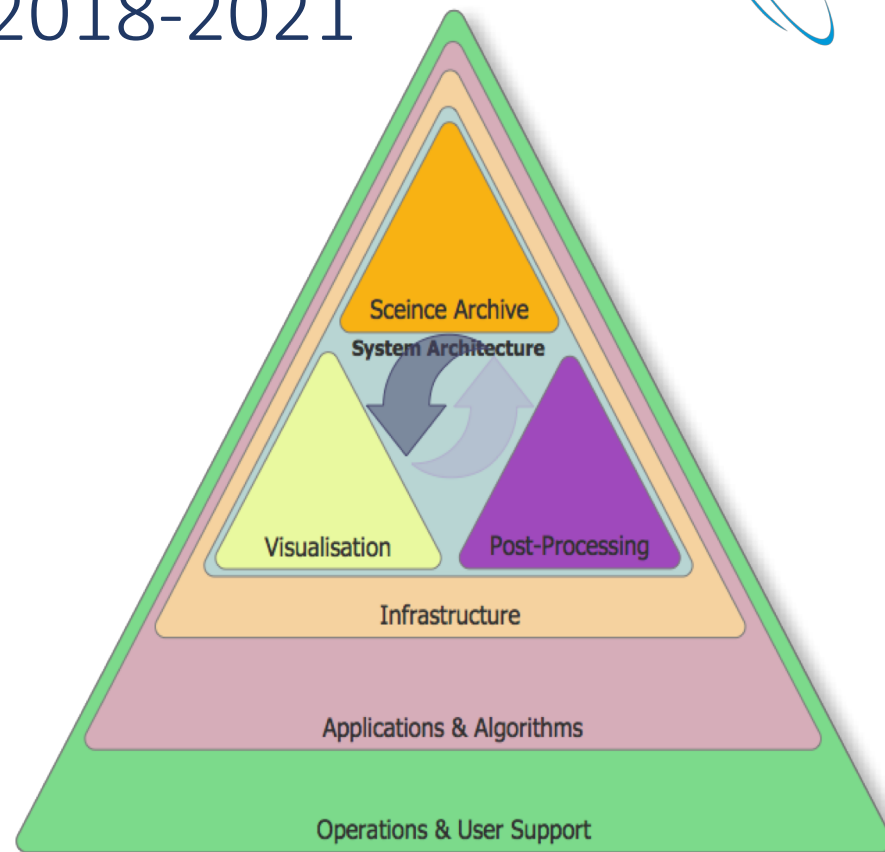 2018-2021
Sceince Archive
System Architecture
Visualisation
Post-Processing
Infrastructure
Applications & Algorithms
Operations & User Support